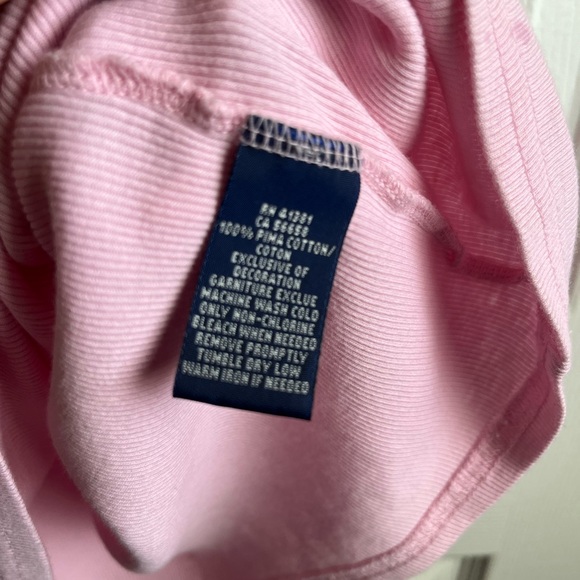 RN 41381
CA 56658
100% PIMA COTTON/
COTON
EXCLUSIVE OF
DECORATION
GARNITURE EXCLUE
MACHINE WASH COLD
ONLY NON-CHLORINE
BLEACH WHEN NEEDED
REMOVE PROMPTLY
TUMBLE DRY LOW
WARM IRON IF NEEDED